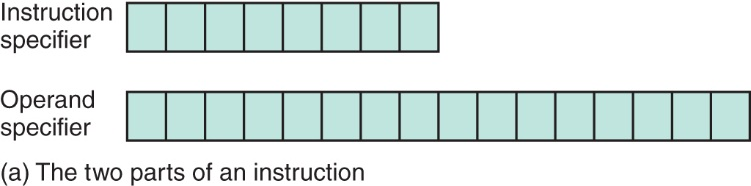 Instruction
specifier
Operand
specifier
(a) The two parts of an instruction